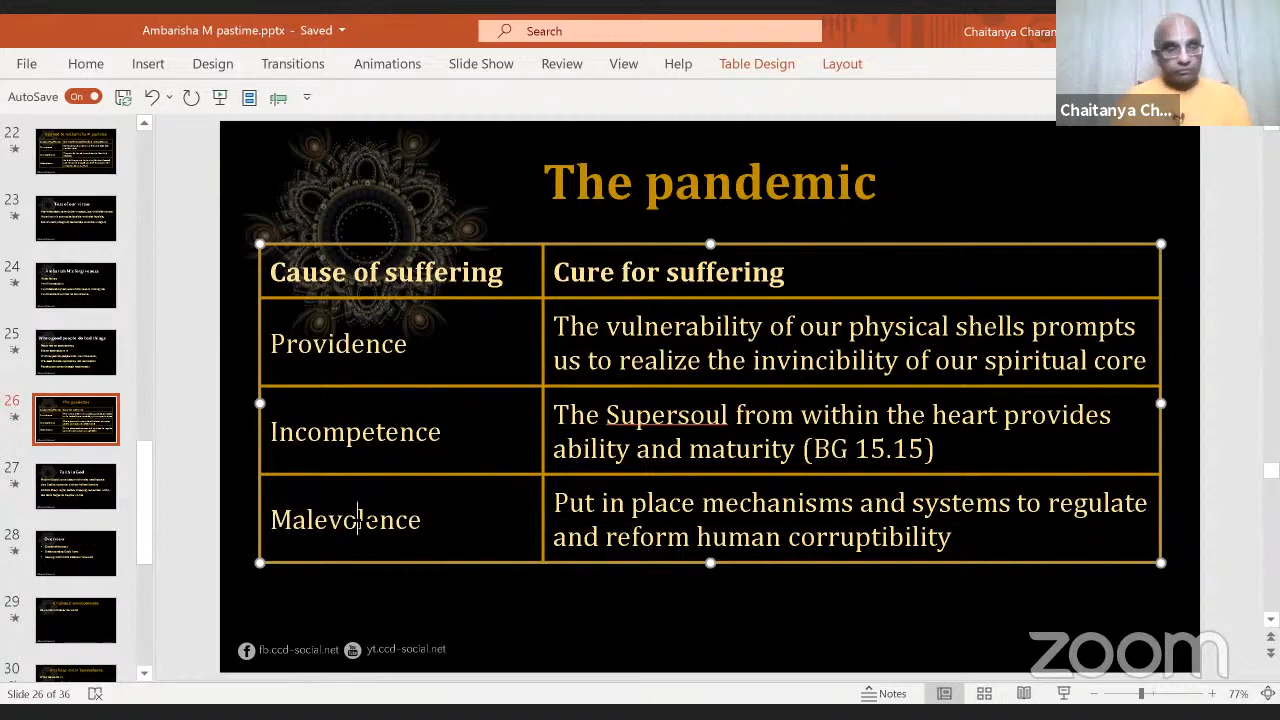 Ambarisha M pastime.pptx - Saved
Search
Chaitanya Charan
File Home Insert Design Transitions Animations Slide Show Review View Help Table Design Layout
AutoSave On
Chaitanya Ch...
22
23
24
25
26
27
28
29
30
The pandemic
Cause of suffering Cure for suffering
Providence
The vulnerability of our physical shells prompts
us to realize the invincibility of our spiritual core
Incompetence
The Supersoul from within the heart provides
ability and maturity (BG 15.15)
Malevolence
Put in place mechanisms and systems to regulate
and reform human corruptibility
fb.ccd-social.net yt.ccd-social.net
zoom
Slide 26 of 36 Notes 77%